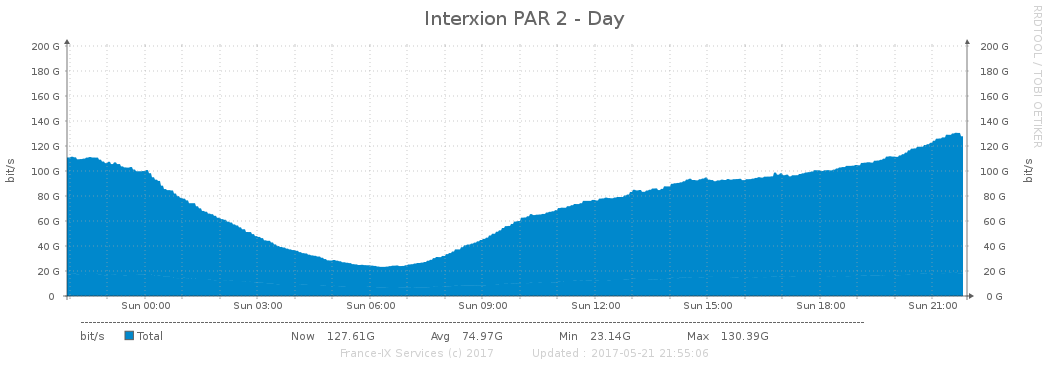 Interxion PAR 2 - Day
RRDTOOL / TOBI OETIKER
bit/s
200 G 200 G
180 G 180 G
160 G 160 G
140 G 140 G
120 G 120 G
100 G 100 G
80 G 80 G
60 G 60 G
40 G 40 G
20 G 20 G
0 0 G
bit/s
Sun 00:00 Sun 03:00 Sun 06:00 Sun 09:00 Sun 12:00 Sun 15:00 Sun 18:00 Sun 21:00
bit/s Total Now 127.61G Avg 74.97G Min 23.14G Max 130.39G
France-IX Services (c) 2017 Updated : 2017-05-21 21:55:06